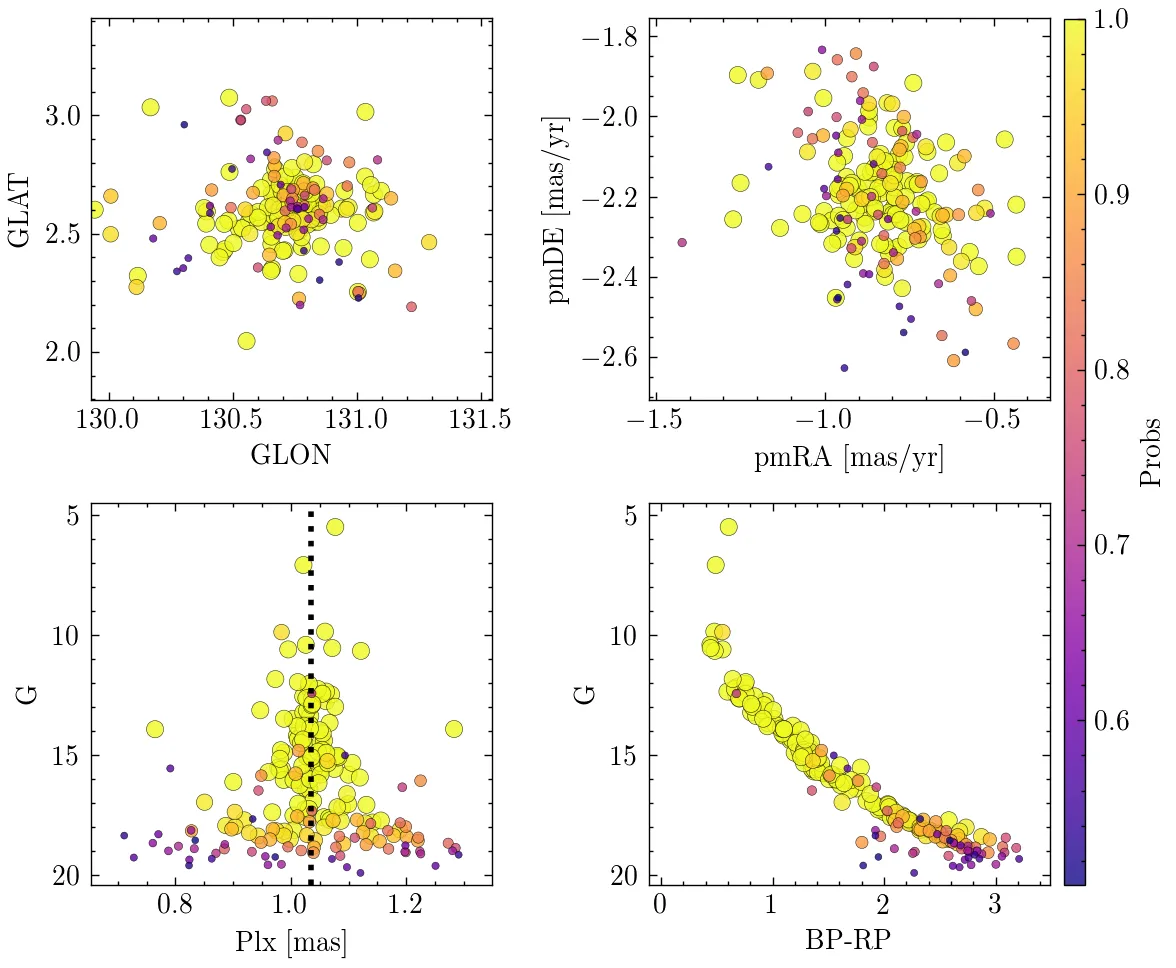 3.0
2.5
2.0
GLAT
130.0 130.5 131.0 131.5
GLON
−1.8
−2.0
−2.2
−2.4
−2.6
pmDE [mas/yr]
−1.5 −1.0 −0.5
pmRA [mas/yr]
5
10
15
20
G
0.8 1.0 1.2
Plx [mas]
5
10
15
20
G
0 1 2 3
BP-RP
1.0
0.9
0.8
0.7
0.6
Probs